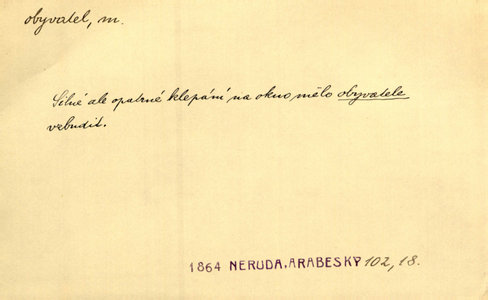 obyvatel, m.
Silné ale opatrné klepání na okno mělo obyvatele
vzbudit.
1864 NERUDA, ARABESKY 102, 18.